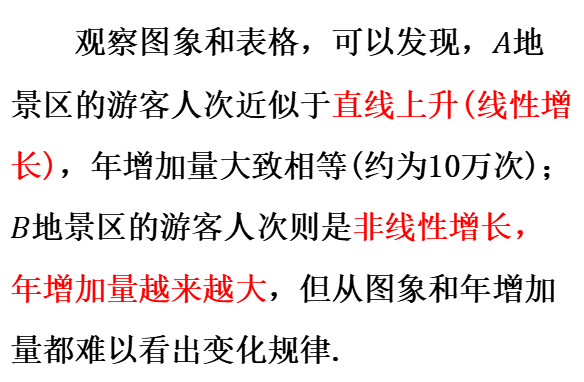 观察图象和表格，可以发现，A地
景区的游客人次近似于直线上升(线性增
长)，年增加量大致相等(约为10万次)；
B地景区的游客人次则是非线性增长，
年增加量越来越大，但从图象和年增加
量都难以看出变化规律.